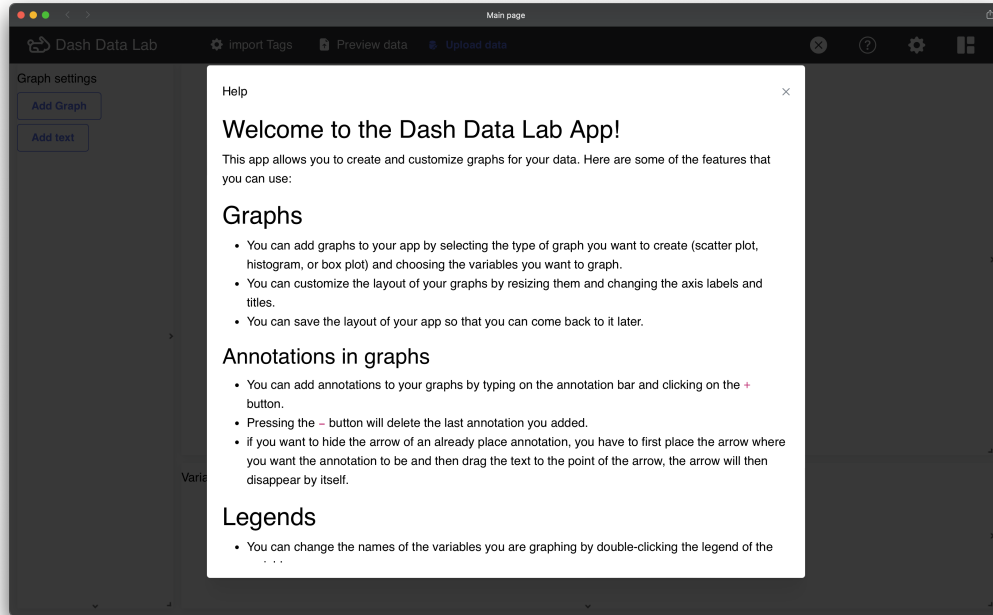 Main page
Dash Data Lab
import Tags
Preview data
Upload data
Graph settings
Add Graph
Add text
Help
Welcome to the Dash Data Lab App!
This app allows you to create and customize graphs for your data. Here are some of the features that
you can use:
Graphs
• You can add graphs to your app by selecting the type of graph you want to create (scatter plot,
histogram, or box plot) and choosing the variables you want to graph.
• You can customize the layout of your graphs by resizing them and changing the axis labels and
titles.
• You can save the layout of your app so that you can come back to it later.
Annotations in graphs
• You can add annotations to your graphs by typing on the annotation bar and clicking on the +
button.
• Pressing the - button will delete the last annotation you added.
• if you want to hide the arrow of an already place annotation, you have to first place the arrow where
you want the annotation to be and then drag the text to the point of the arrow, the arrow will then
disappear by itself.
Varia
Legends
• You can change the names of the variables you are graphing by double-clicking the legend of the